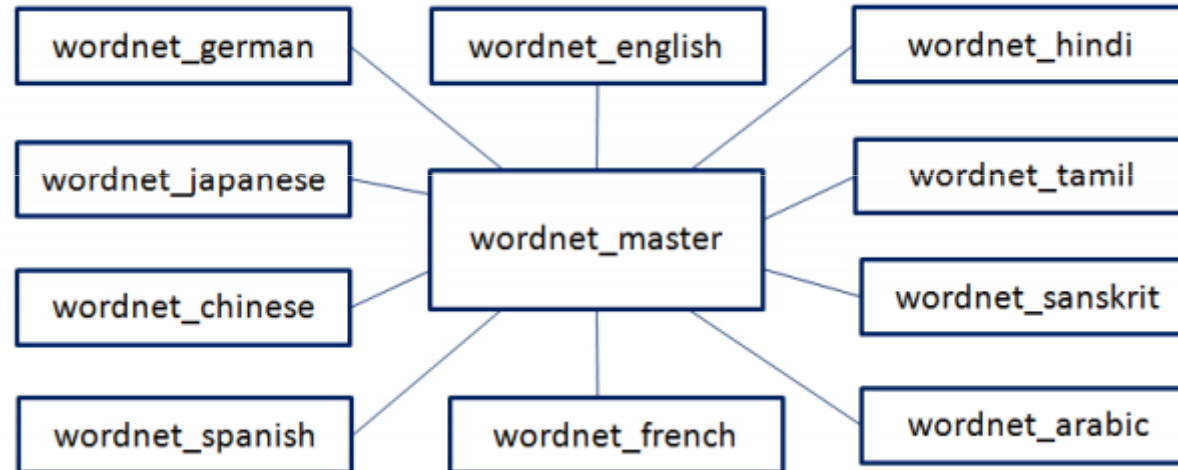 wordnet_german
wordnet_english
wordnet_hindi
wordnet_japanese
wordnet_tamil
wordnet_master
wordnet_chinese
wordnet_sanskrit
wordnet_spanish
wordnet_french
wordnet_arabic